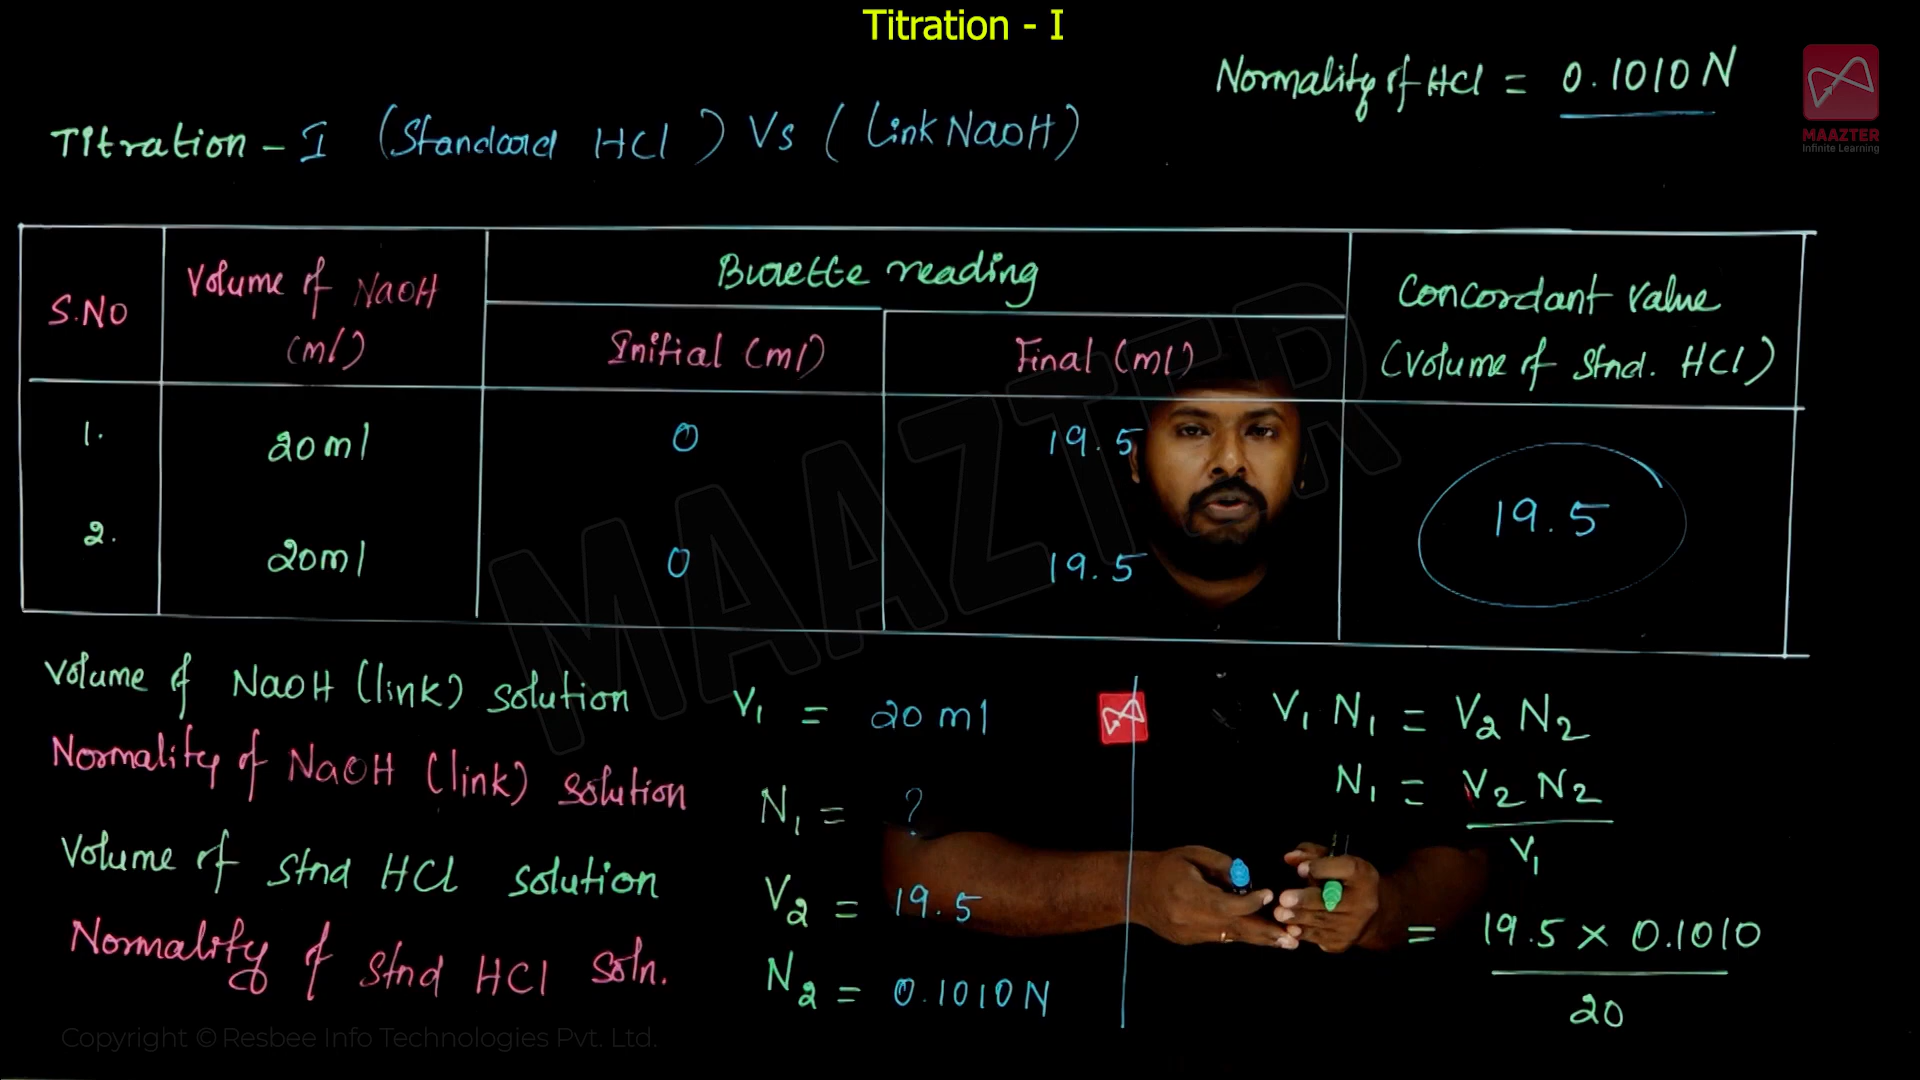 Titration - I
Normality of HCl = 0.1010 N
MAAZTER
Infinite Learning
Titration - I (Standard HCl) Vs (Link NaOH)
S.NO
Volume of NaOH (ml)
Burette reading
Initial (ml)
Final (ml)
Concordant Value
(Volume of Stnd. HCl)
1. 20ml 0 19.5
2. 20ml 0 19.5
19.5
MAAZTER
Volume of NaOH (link) solution V1 = 20 ml
Normality of NaOH (link) solution N1 = ?
Volume of Stnd HCl solution V2 = 19.5
Normality of Stnd HCl Soln. N2 = 0.1010 N
V1 N1 = V2 N2
N1 = V2 N2
V1
= 19.5 x 0.1010
20
Copyright © Resbee Info Technologies Pvt. Ltd.